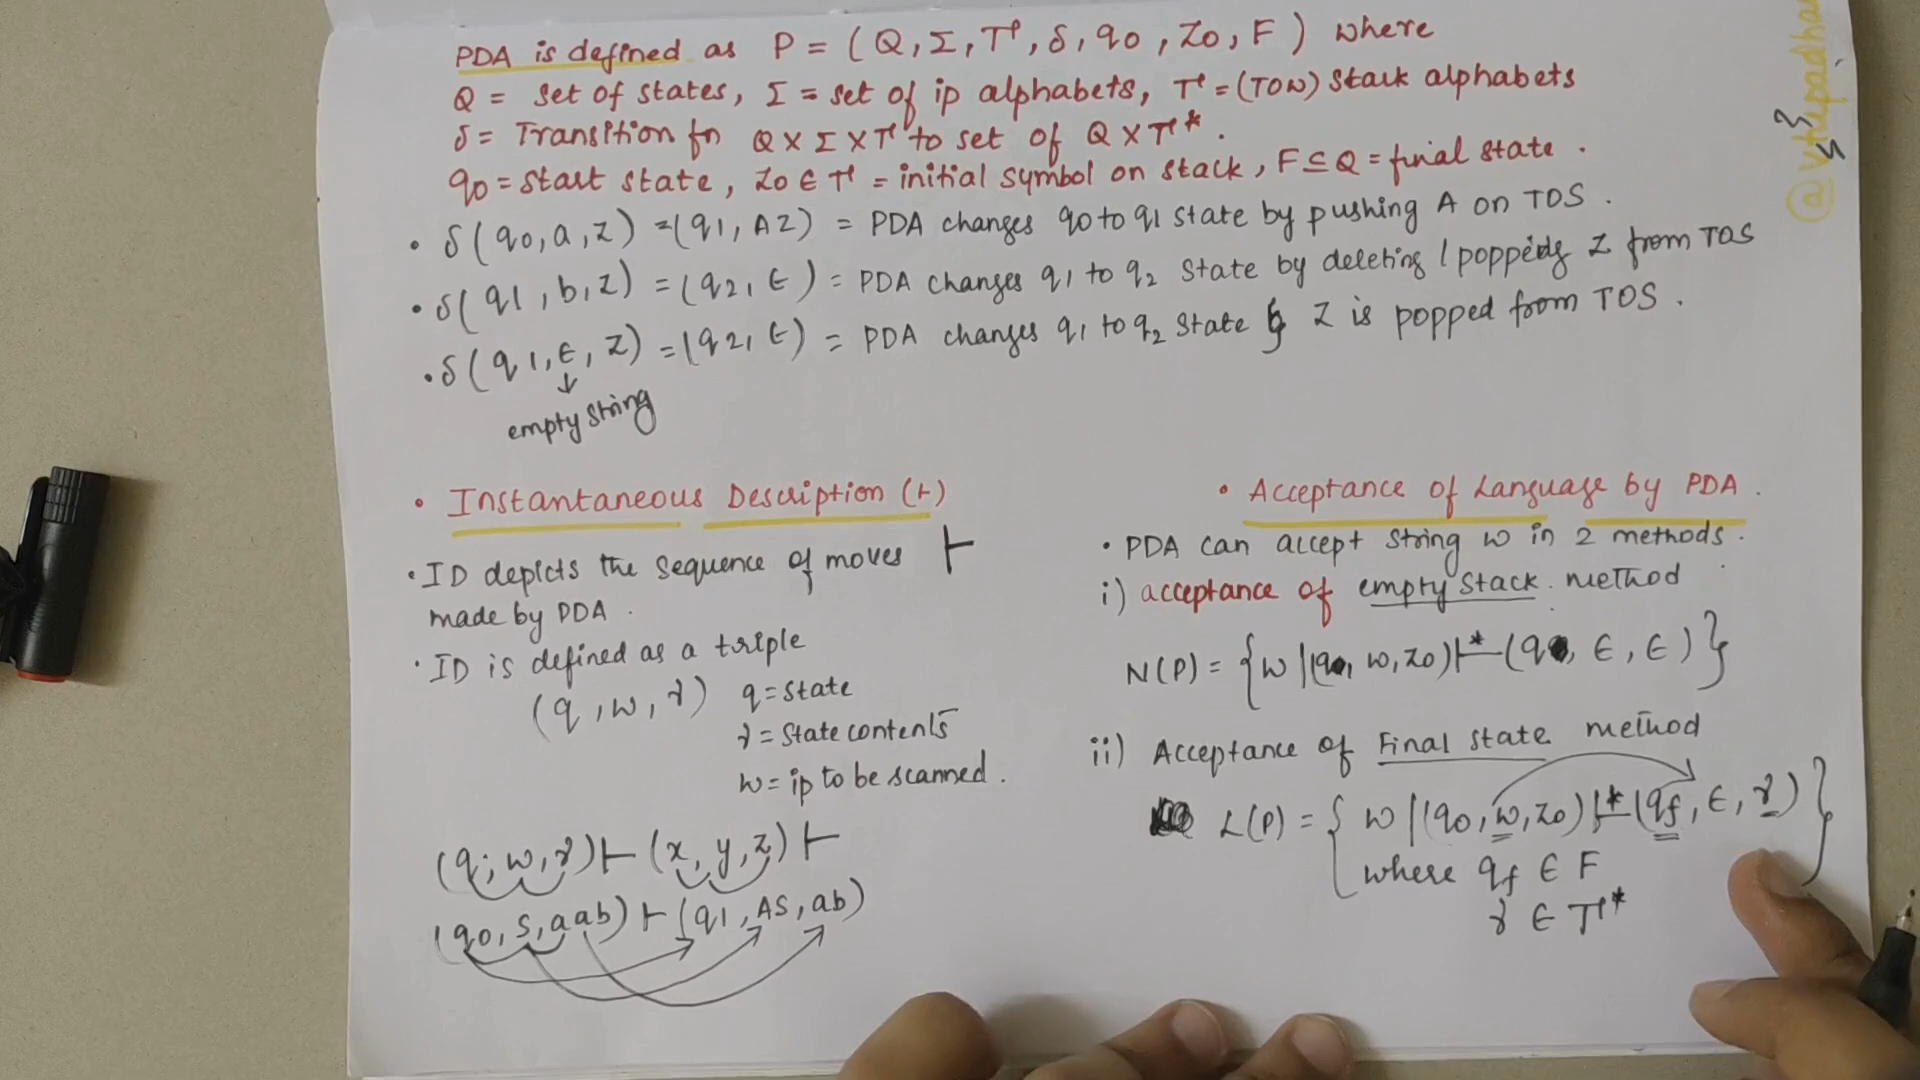 PDA is defined as P = (Q, Σ, Γ, δ, q0, Z0, F) where
Q = set of states, Σ = set of ip alphabets, Γ = (TOW) Stack alphabets
δ = Transition fn Q X Σ X Γ to set of Q X Γ*.
q0 = start state, Z0 ∈ Γ = initial symbol on stack, F ⊆ Q = final state.
• δ(q0, a, z) = (q1, AZ) = PDA changes q0 to q1 state by pushing A on TOS.
• δ(q1, b, z) = (q2, ε) = PDA changes q1 to q2 state by deleting / popping Z from TOS
• δ(q1, ε, Z) = (q2, ε) = PDA changes q1 to q2 state & Z is popped from TOS.
↓
empty string
• Instantaneous Description (⊢)
• ID depicts the sequence of moves ⊢
made by PDA.
• ID is defined as a triple
(q, w, γ) q = state
γ = State contents
w = ip to be scanned.
(q, w, γ) ⊢ (x, y, z) ⊢
(q0, S, aab) ⊢ (q1, AS, ab)
• Acceptance of Language by PDA.
• PDA can accept string w in 2 methods.
i) acceptance of empty stack method
N(P) = { w | (q0, w, z0) ⊢* (q, ε, ε) }
ii) Acceptance of Final state method
L(P) = { w | (q0, w, z0) ⊢* (qf, ε, γ) }
where qf ∈ F
γ ∈ Γ*